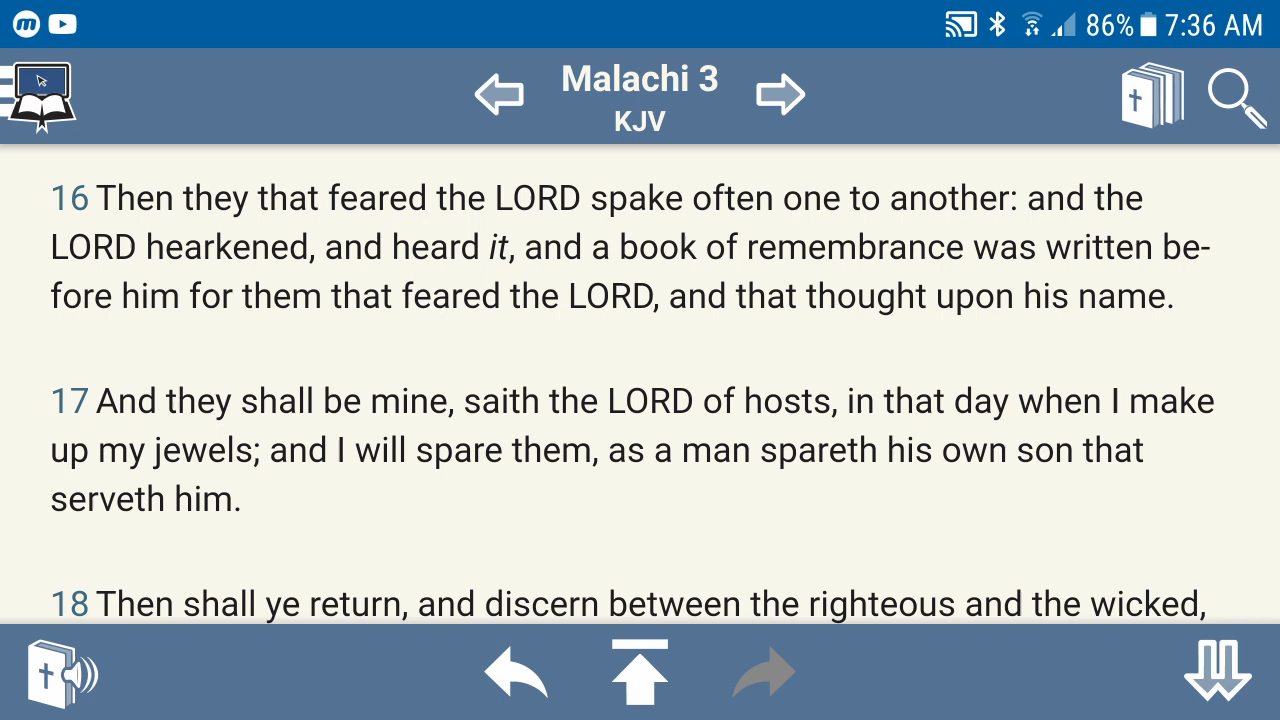 86% 7:36 AM
Malachi 3
KJV
16 Then they that feared the LORD spake often one to another: and the
LORD hearkened, and heard it, and a book of remembrance was written be-
fore him for them that feared the LORD, and that thought upon his name.
17 And they shall be mine, saith the LORD of hosts, in that day when I make
up my jewels; and I will spare them, as a man spareth his own son that
serveth him.
18 Then shall ye return, and discern between the righteous and the wicked,